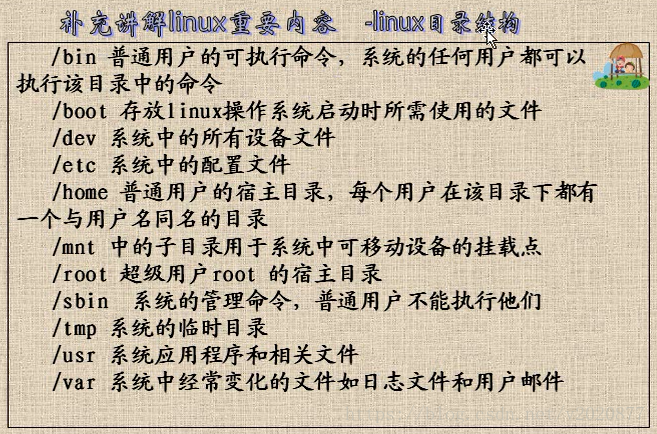 补充讲解linux重要内容 -linux目录结构
/bin 普通用户的可执行命令，系统的任何用户都可以
执行该目录中的命令
/boot 存放linux操作系统启动时所需使用的文件
/dev 系统中的所有设备文件
/etc 系统中的配置文件
/home 普通用户的宿主目录，每个用户在该目录下都有
一个与用户名同名的目录
/mnt 中的子目录用于系统中可移动设备的挂载点
/root 超级用户root 的宿主目录
/sbin 系统的管理命令，普通用户不能执行他们
/tmp 系统的临时目录
/usr 系统应用程序和相关文件
/var 系统中经常变化的文件如日志文件和用户邮件